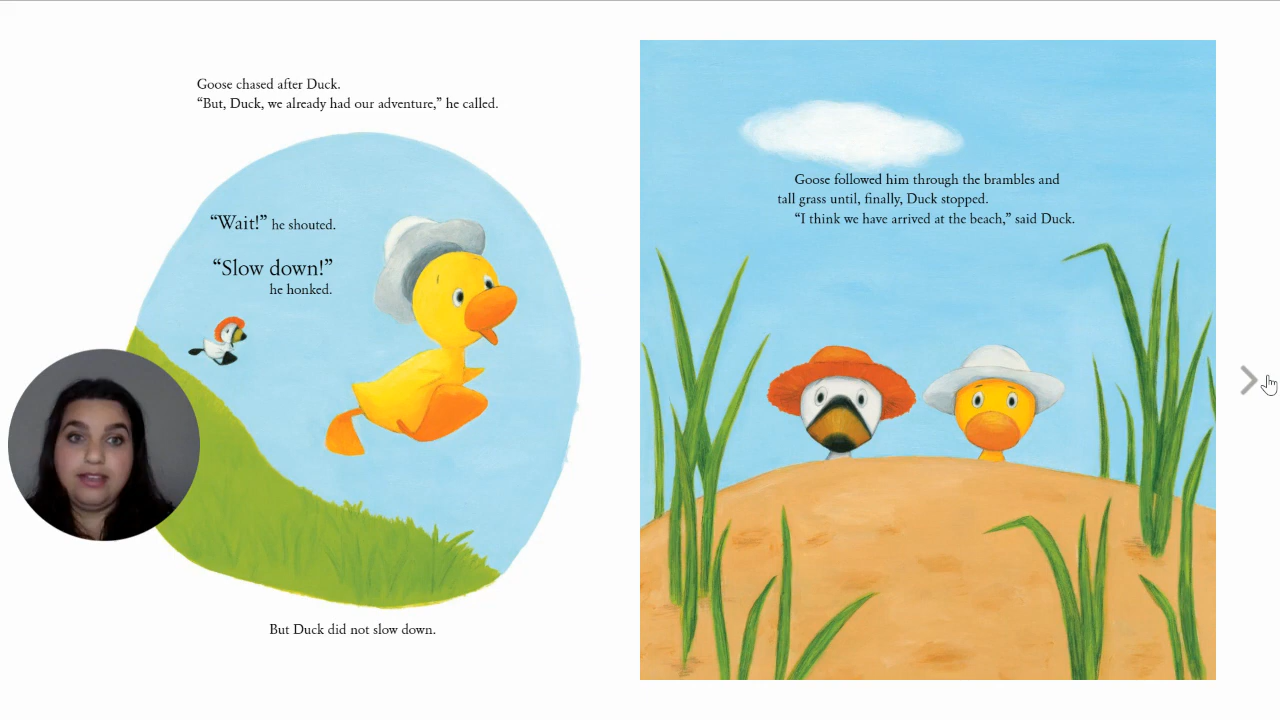 Goose chased after Duck.
“But, Duck, we already had our adventure,” he called.
“Wait!” he shouted.
“Slow down!”
he honked.
But Duck did not slow down.
Goose followed him through the brambles and
tall grass until, finally, Duck stopped.
“I think we have arrived at the beach,” said Duck.